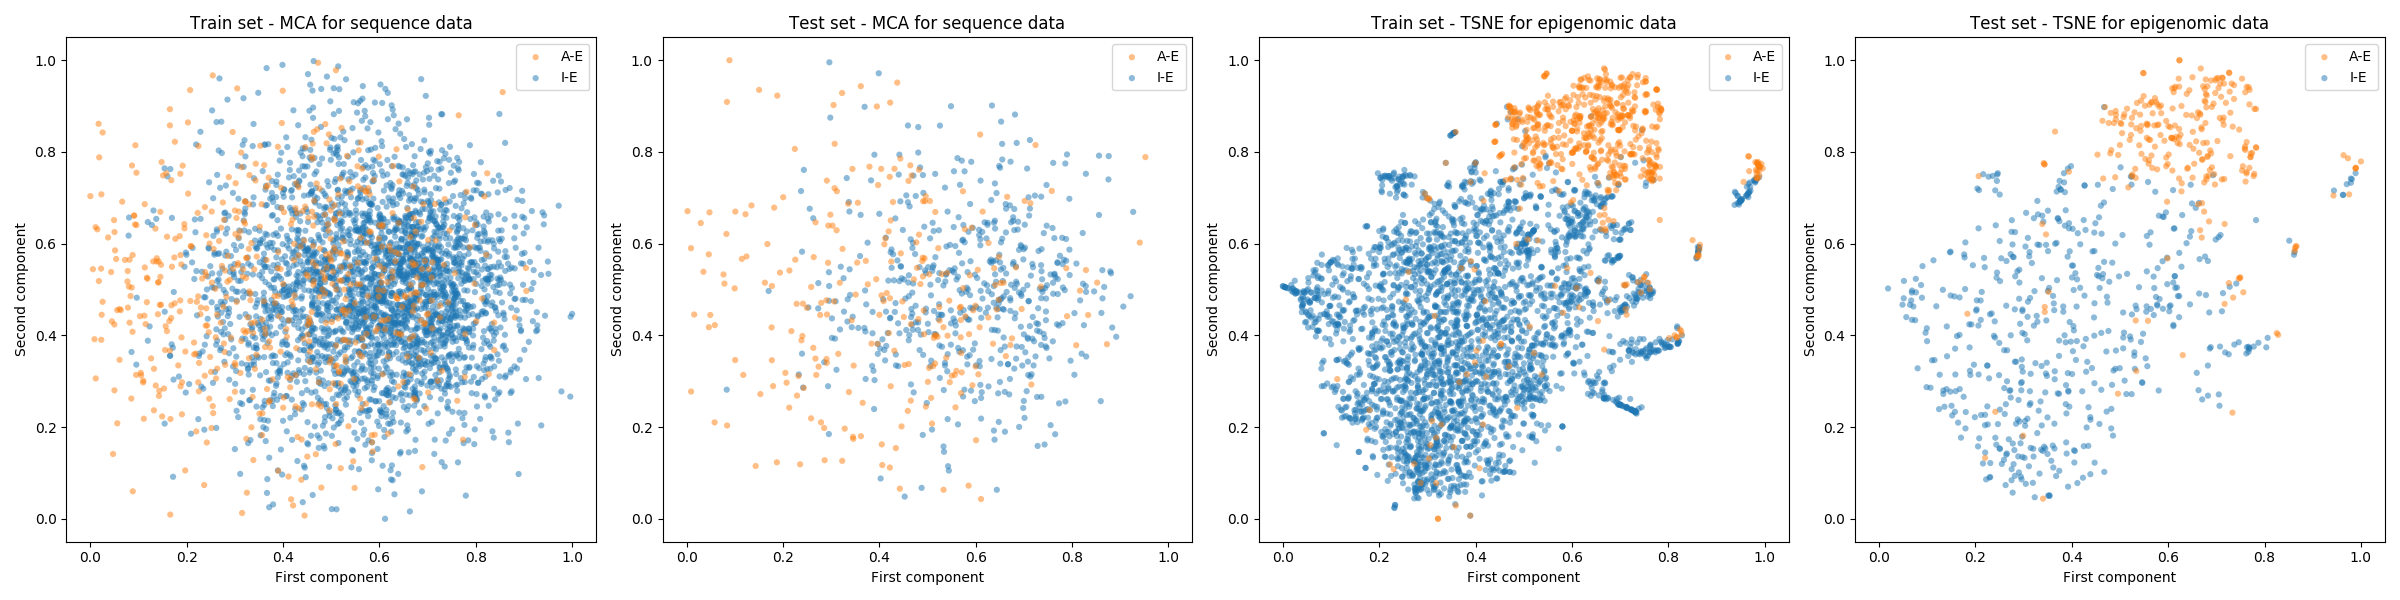 Train set - MCA for sequence data
A-E
I-E
1.0
0.8
0.6
0.4
0.2
0.0
Second component
0.0 0.2 0.4 0.6 0.8 1.0
First component
Test set - MCA for sequence data
A-E
I-E
1.0
0.8
0.6
0.4
0.2
0.0
Second component
0.0 0.2 0.4 0.6 0.8 1.0
First component
Train set - TSNE for epigenomic data
A-E
I-E
1.0
0.8
0.6
0.4
0.2
0.0
Second component
0.0 0.2 0.4 0.6 0.8 1.0
First component
Test set - TSNE for epigenomic data
A-E
I-E
1.0
0.8
0.6
0.4
0.2
0.0
Second component
0.0 0.2 0.4 0.6 0.8 1.0
First component